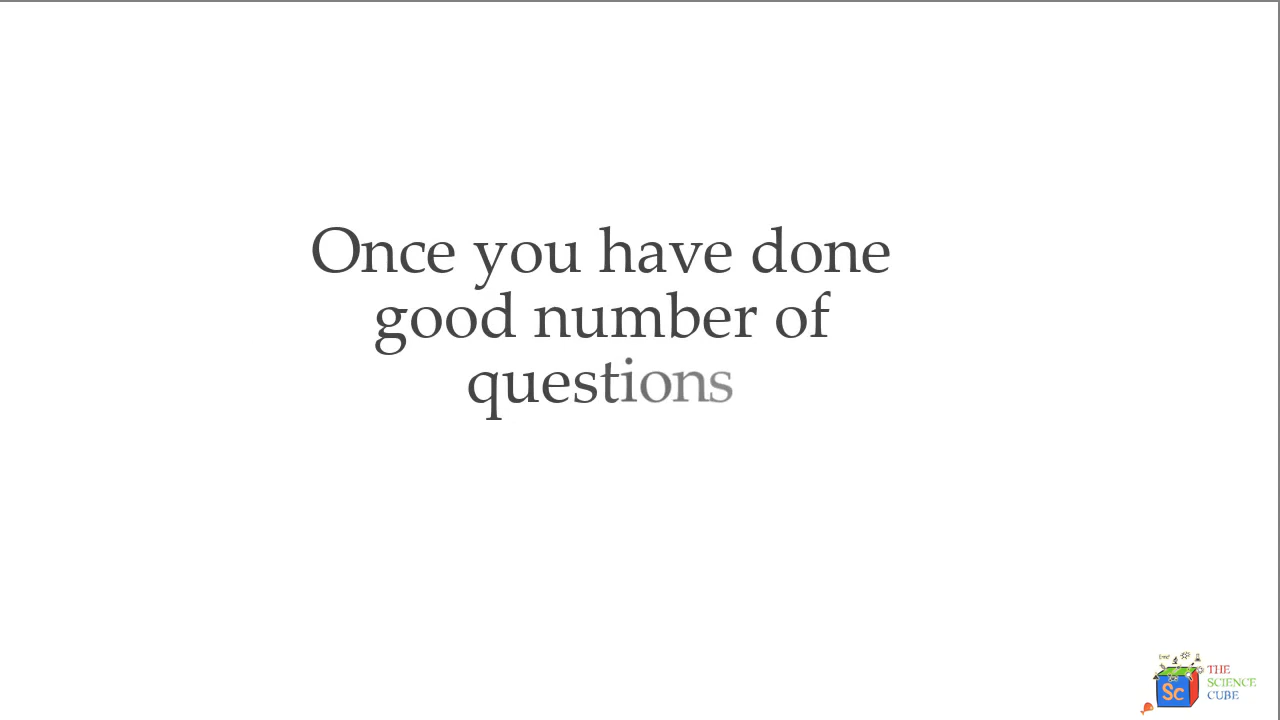 Once you have done
good number of
questions
Sc
THE
SCIENCE
CUBE